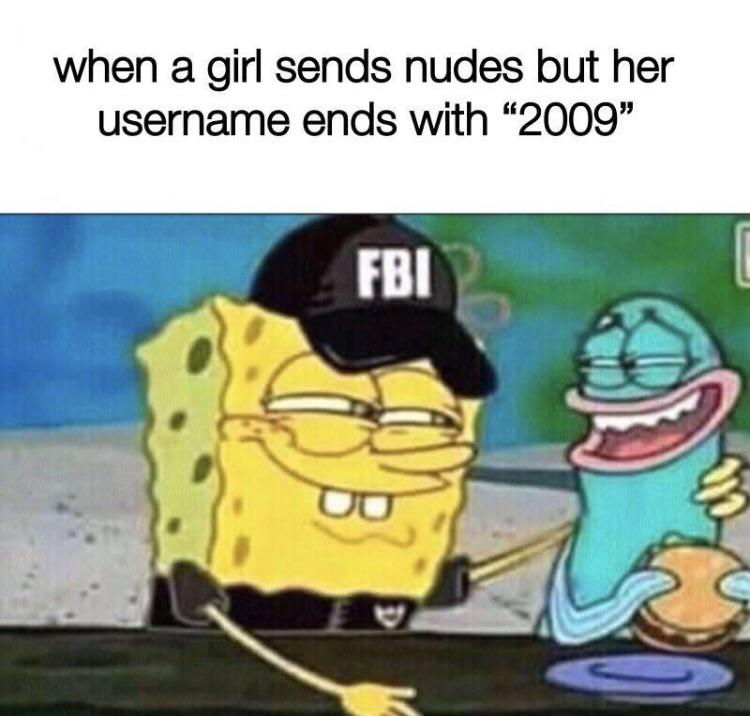 when a girl sends nudes but her
username ends with “2009”
FBI